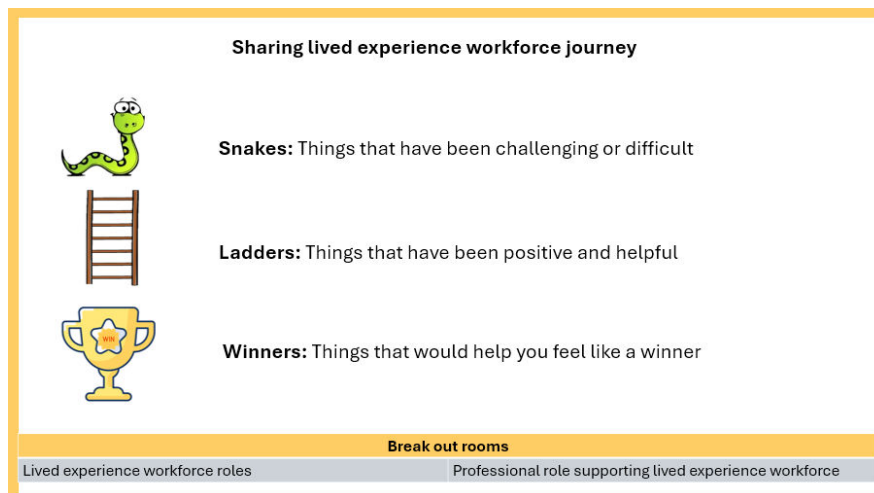 Sharing lived experience workforce journey
Snakes: Things that have been challenging or difficult
Ladders: Things that have been positive and helpful
WIN
Winners: Things that would help you feel like a winner
Break out rooms
Lived experience workforce roles
Professional role supporting lived experience workforce